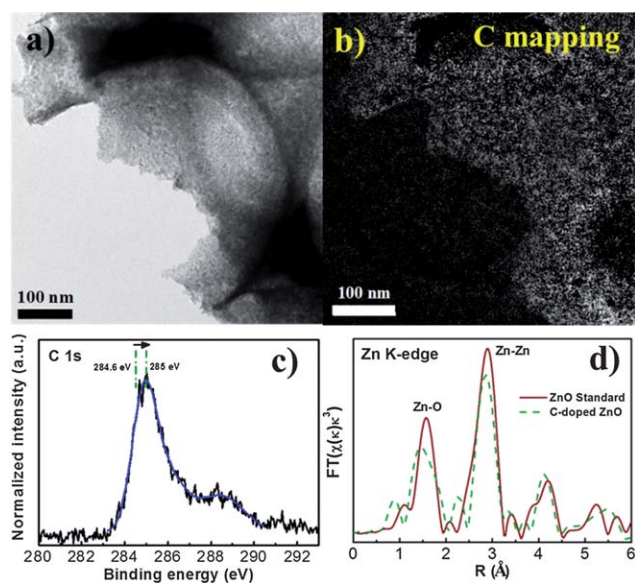 a)
100 nm
b)
C mapping
100 nm
C 1s
c)
284.6 eV
285 eV
Normalized intensity (a.u.)
280 282 284 286 288 290 292
Binding energy (eV)
Zn K-edge
d)
Zn-Zn
Zn-O
ZnO Standard
C-doped ZnO
FT(χ(κ)κ³)
0 1 2 3 4 5 6
R (Å)